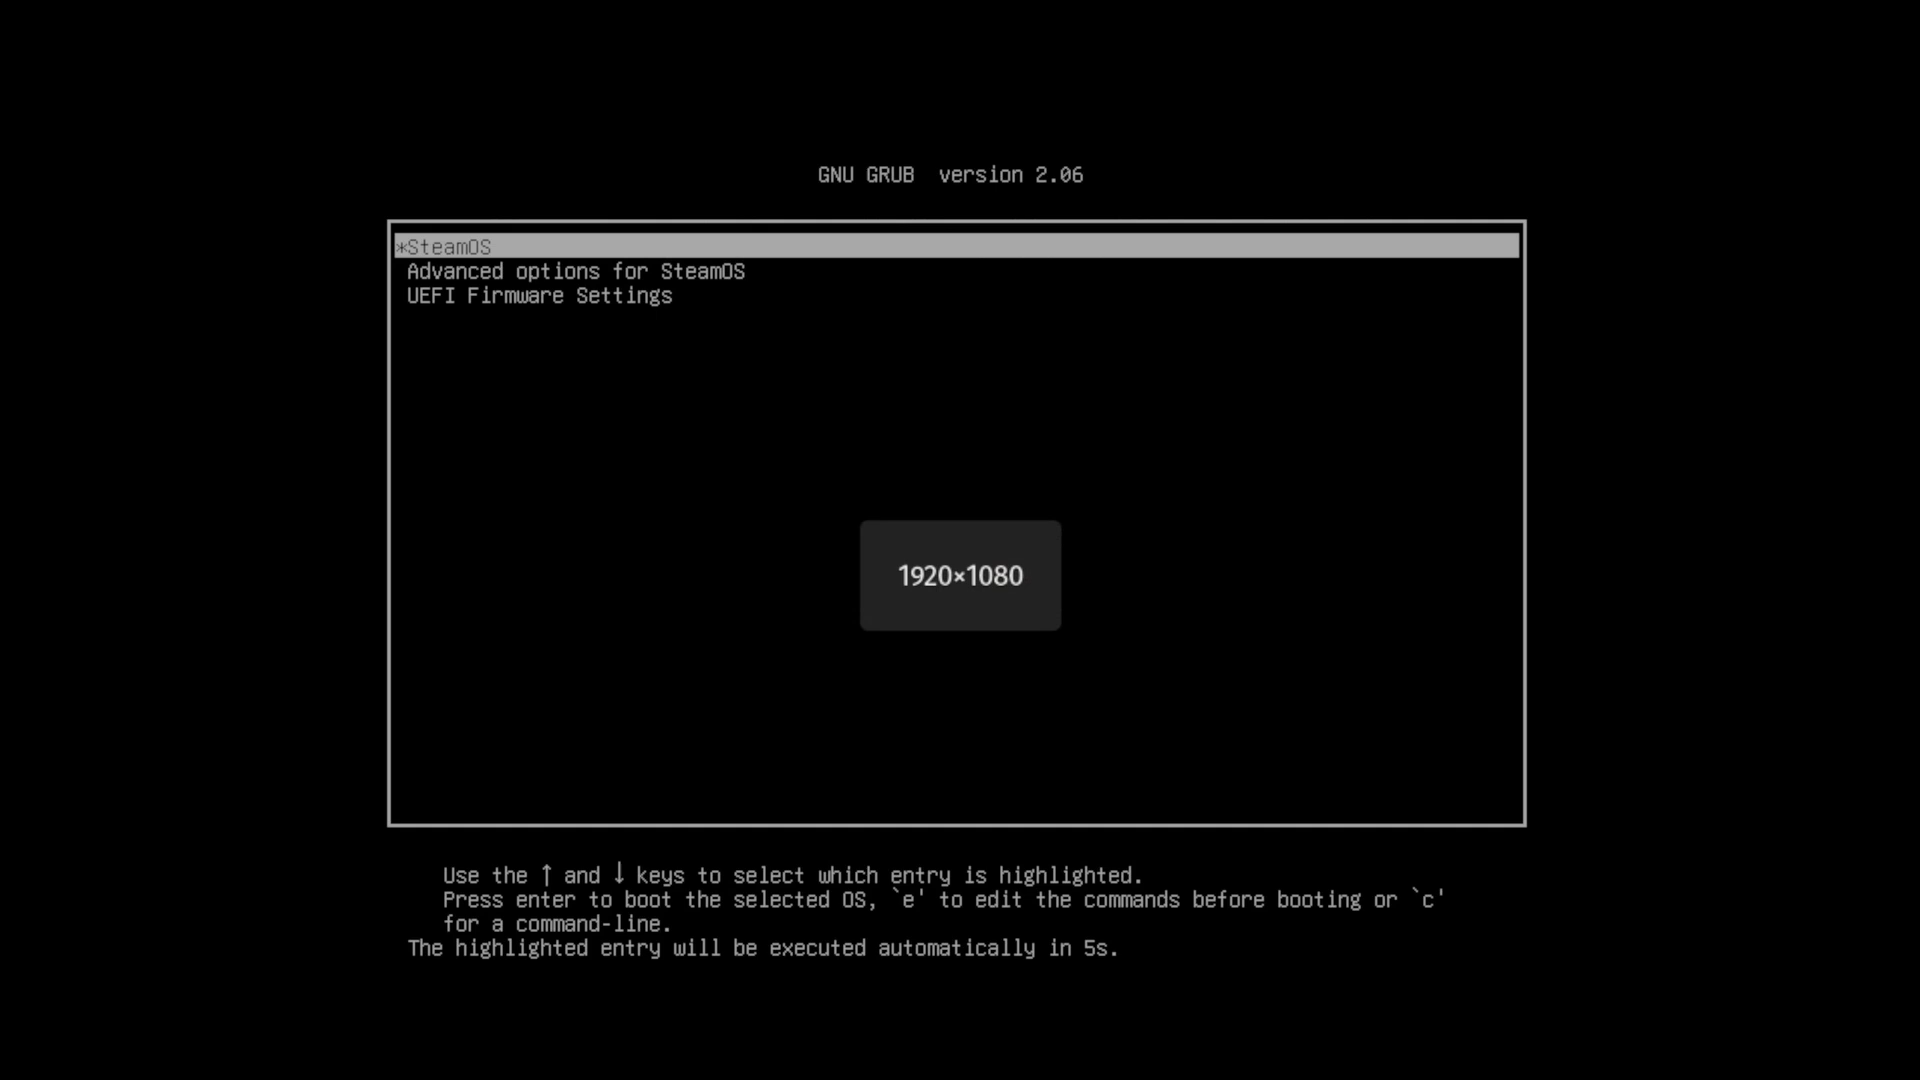 GNU GRUB  version 2.06
*SteamOS
Advanced options for SteamOS
UEFI Firmware Settings
1920×1080
Use the ↑ and ↓ keys to select which entry is highlighted.
Press enter to boot the selected OS, `e' to edit the commands before booting or `c'
for a command-line.
The highlighted entry will be executed automatically in 5s.